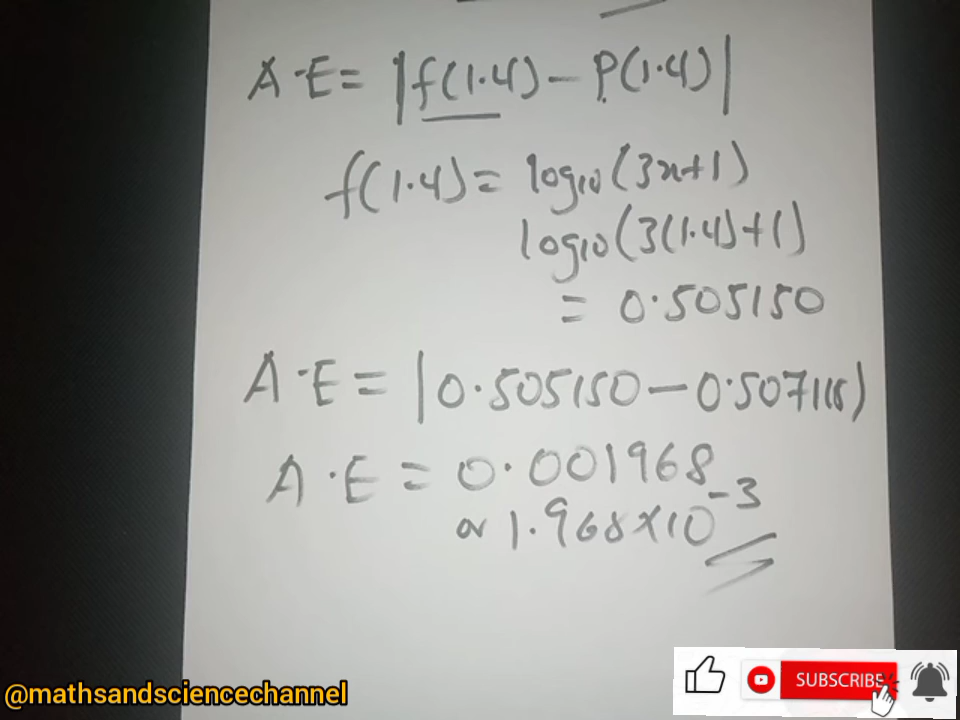 A·E = |f(1.4) - P(1.4)|
f(1.4) = log10(3x+1)
log10(3(1.4)+1)
= 0.505150
A·E = |0.505150 - 0.507118)
A·E = 0.001968
or 1.968×10^-3
@mathsandsciencechannel
SUBSCRIBE